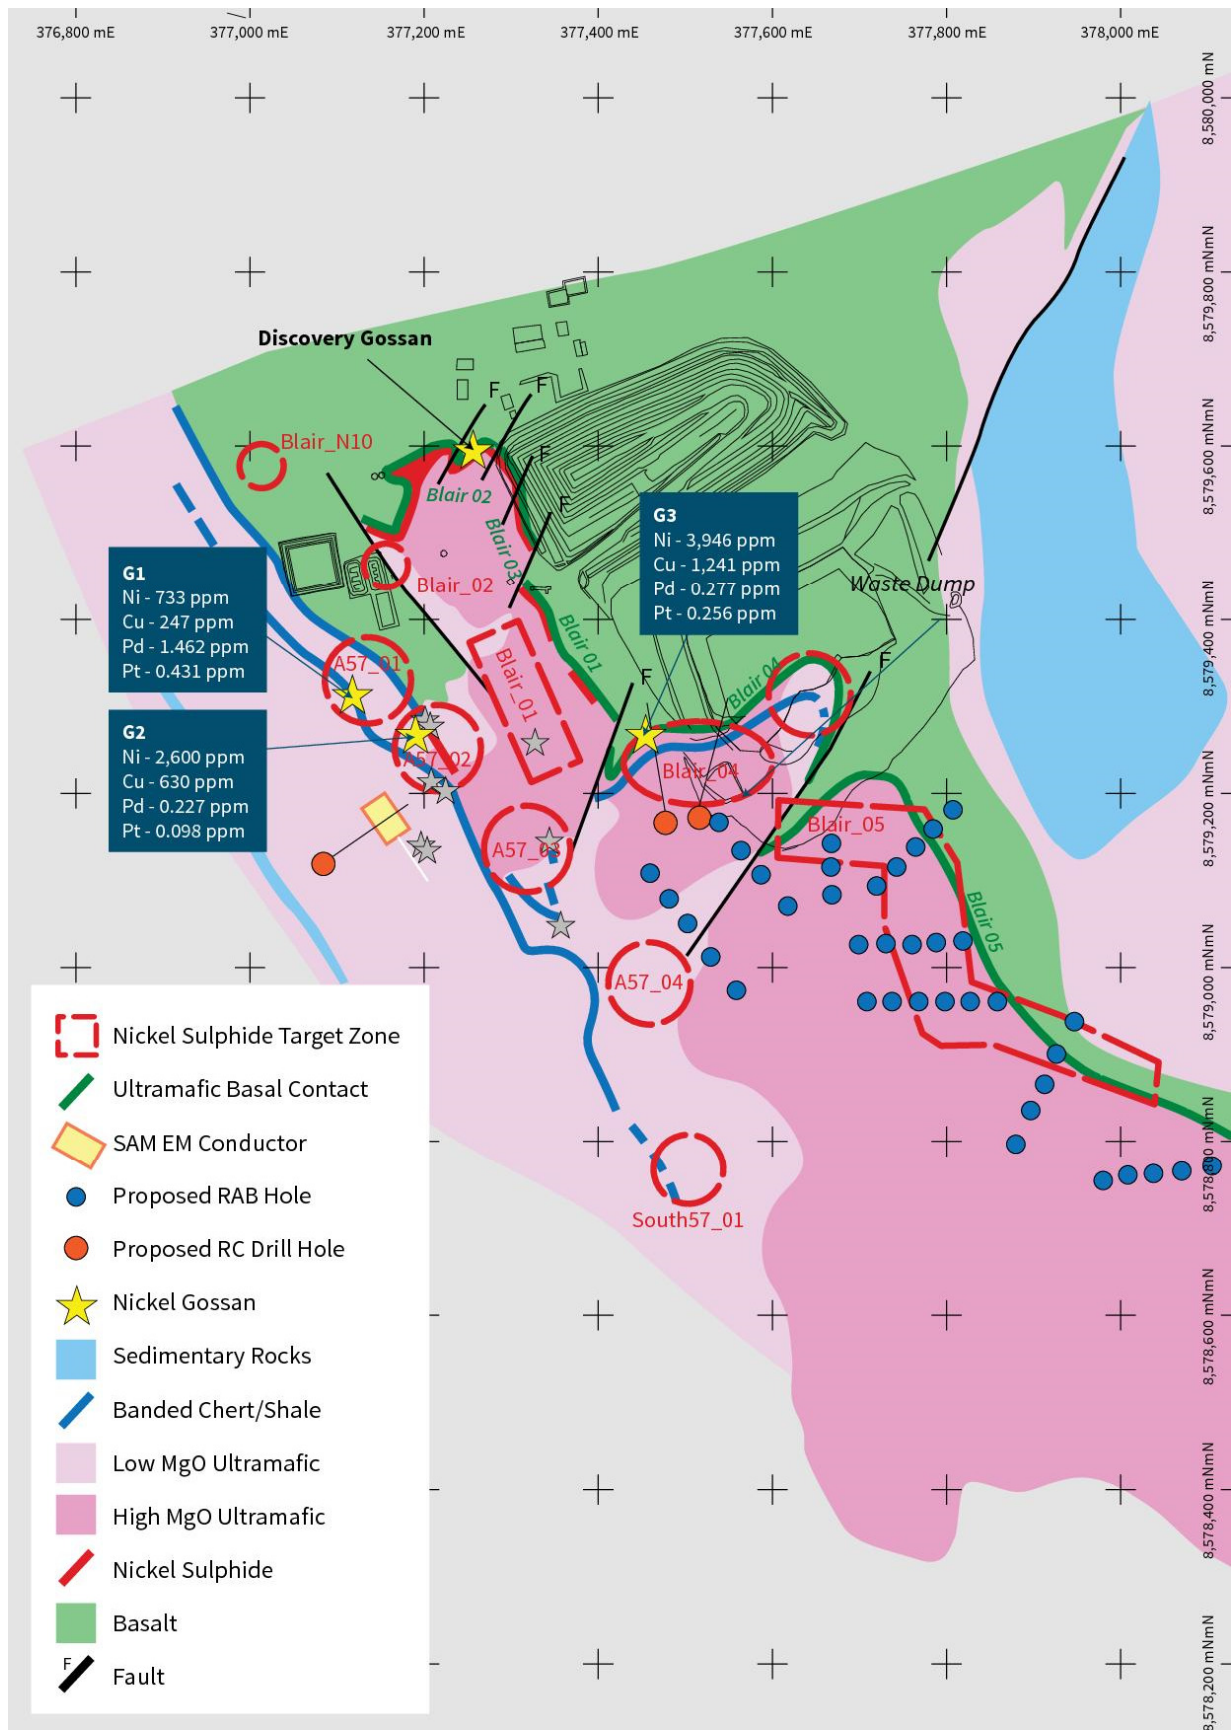 376,800 mE
377,000 mE
377,200 mE
377,400 mE
377,600 mE
377,800 mE
378,000 mE
8,580,000 mN
8,579,800 mNmN
8,579,600 mNmN
8,579,400 mNmN
8,579,200 mNmN
8,579,000 mNmN
8,578,800 mNmN
8,578,600 mNmN
8,578,400 mNmN
8,578,200 mNmN
Discovery Gossan
F
F
F
F
F
F
Blair_N10
Blair 02
Blair 03
Blair_02
Blair 01
Blair_01
Blair 04
Blair_04
Waste Dump
Blair_05
Blair 05
A57_01
A57_02
A57_03
A57_04
South57_01
G1
Ni - 733 ppm
Cu - 247 ppm
Pd - 1.462 ppm
Pt - 0.431 ppm
G2
Ni - 2,600 ppm
Cu - 630 ppm
Pd - 0.227 ppm
Pt - 0.098 ppm
G3
Ni - 3,946 ppm
Cu - 1,241 ppm
Pd - 0.277 ppm
Pt - 0.256 ppm
Nickel Sulphide Target Zone
Ultramafic Basal Contact
SAM EM Conductor
Proposed RAB Hole
Proposed RC Drill Hole
Nickel Gossan
Sedimentary Rocks
Banded Chert/Shale
Low MgO Ultramafic
High MgO Ultramafic
Nickel Sulphide
Basalt
F
Fault